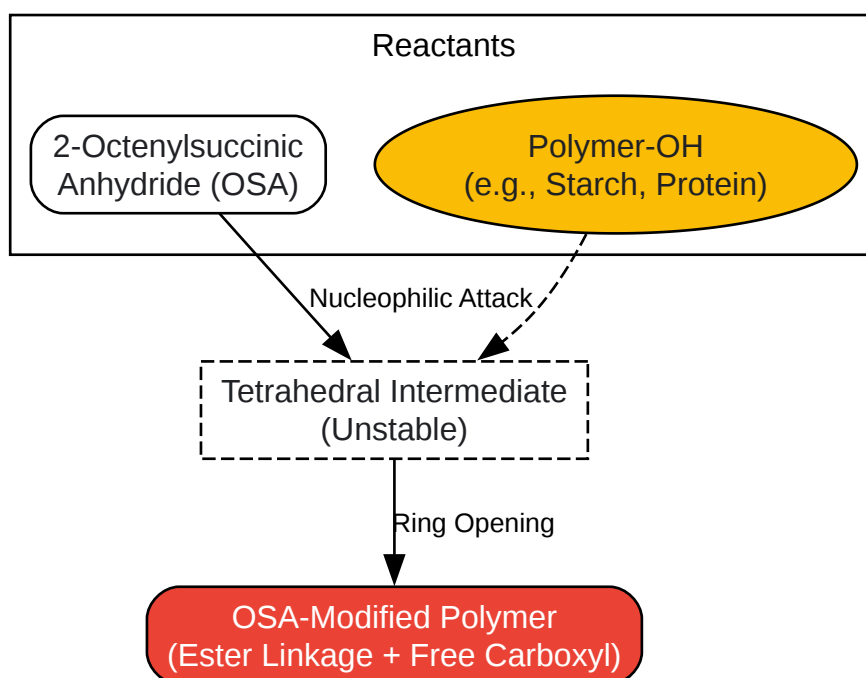 Reactants
2-Octenylsuccinic
Anhydride (OSA)
Polymer-OH
(e.g., Starch, Protein)
Nucleophilic Attack
Tetrahedral Intermediate
(Unstable)
Ring Opening
OSA-Modified Polymer
(Ester Linkage + Free Carboxyl)